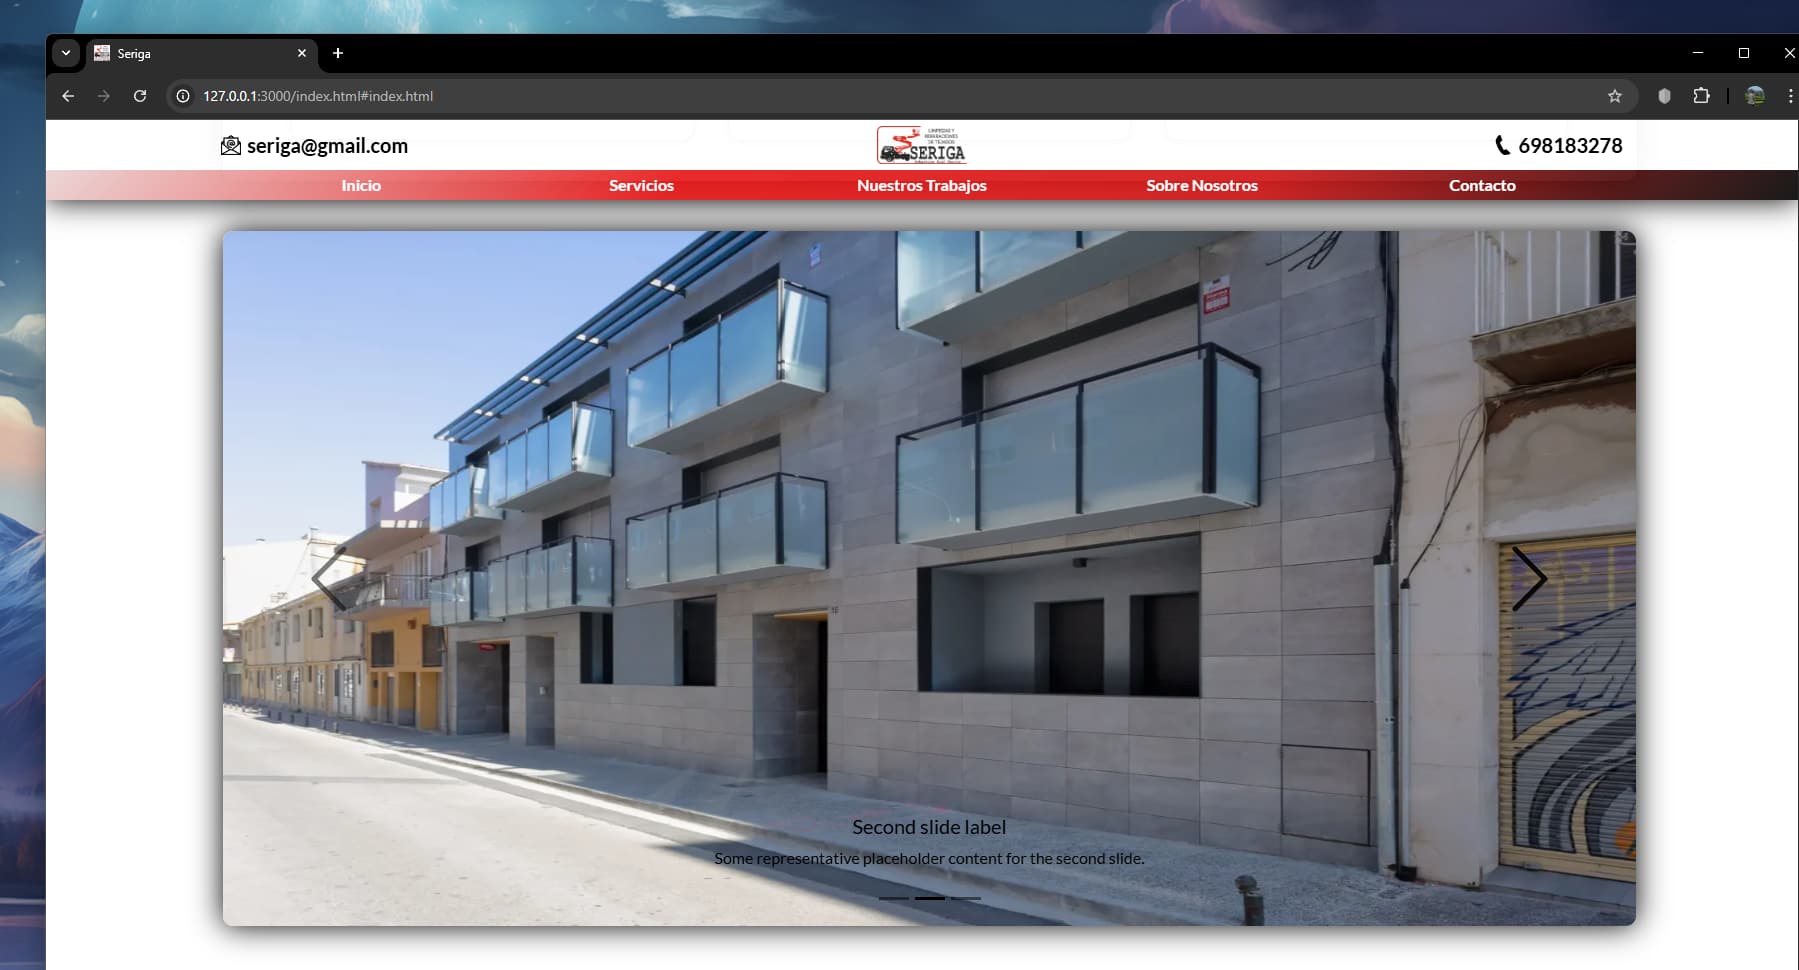 Seriga
127.0.0.1:3000/index.html#index.html
seriga@gmail.com
LIMPIEZAS Y
REPARACIONES
DE TEJADOS
SERIGA
698183278
Inicio
Servicios
Nuestros Trabajos
Sobre Nosotros
Contacto
Second slide label
Some representative placeholder content for the second slide.